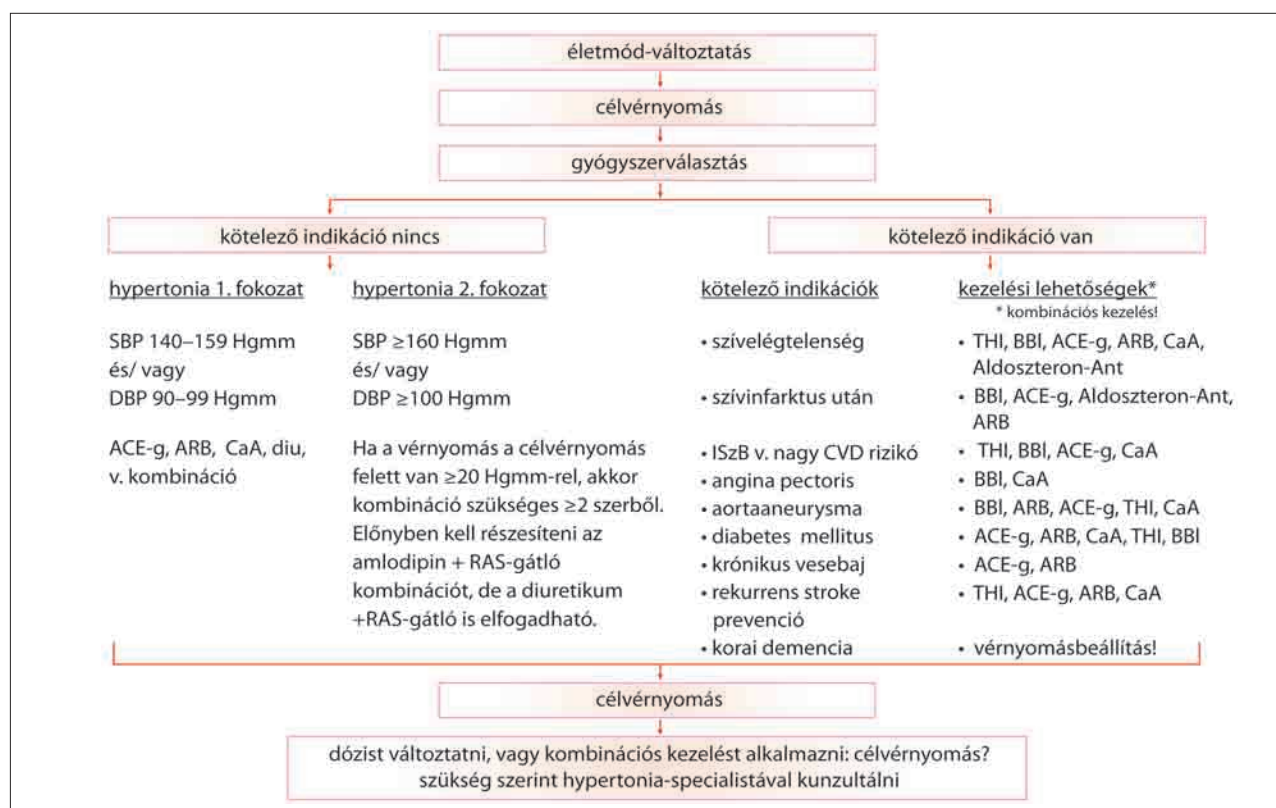 életmód-változtatás
célvérnyomás
gyógyszerválasztás
kötelező indikáció nincs
hypertonia 1. fokozat
SBP 140–159 Hgmm
és/ vagy
DBP 90–99 Hgmm
ACE-g, ARB, CaA, diu,
v. kombináció
hypertonia 2. fokozat
SBP ≥160 Hgmm
és/ vagy
DBP ≥100 Hgmm
Ha a vérnyomás a célvérnyomás
felett van ≥20 Hgmm-rel, akkor
kombináció szükséges ≥2 szerből.
Előnyben kell részesíteni az
amlodipin + RAS-gátló
kombinációt, de a diuretikum
+RAS-gátló is elfogadható.
kötelező indikáció van
kötelező indikációk
• szívelégtelenség
• szívinfarktus után
• ISzB v. nagy CVD rizikó
• angina pectoris
• aortaaneurysma
• diabetes mellitus
• krónikus vesebaj
• rekurrens stroke
prevenció
• korai demencia
kezelési lehetőségek*
* kombinációs kezelés!
• THI, BBl, ACE-g, ARB, CaA,
Aldoszteron-Ant
• BBl, ACE-g, Aldoszteron-Ant,
ARB
• THI, BBl, ACE-g, CaA
• BBl, CaA
• BBl, ARB, ACE-g, THI, CaA
• ACE-g, ARB, CaA, THI, BBl
• ACE-g, ARB
• THI, ACE-g, ARB, CaA
• vérnyomásbeállítás!
célvérnyomás
dózist változtatni, vagy kombinációs kezelést alkalmazni: célvérnyomás?
szükség szerint hypertonia-specialistával kunzultálni